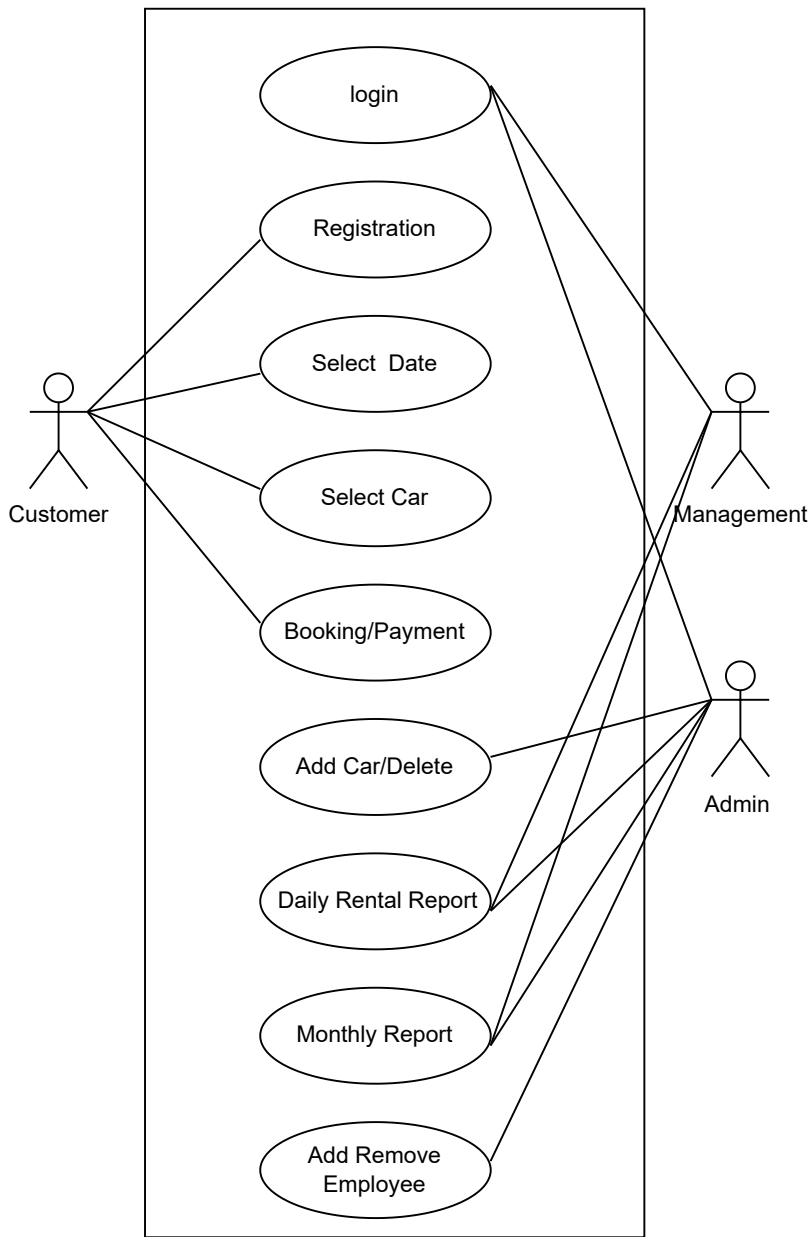 login
Registration
Select  Date
Select Car
Customer
Management
Booking/Payment
Add Car/Delete
Admin
Daily Rental Report
Monthly Report
Add Remove
Employee